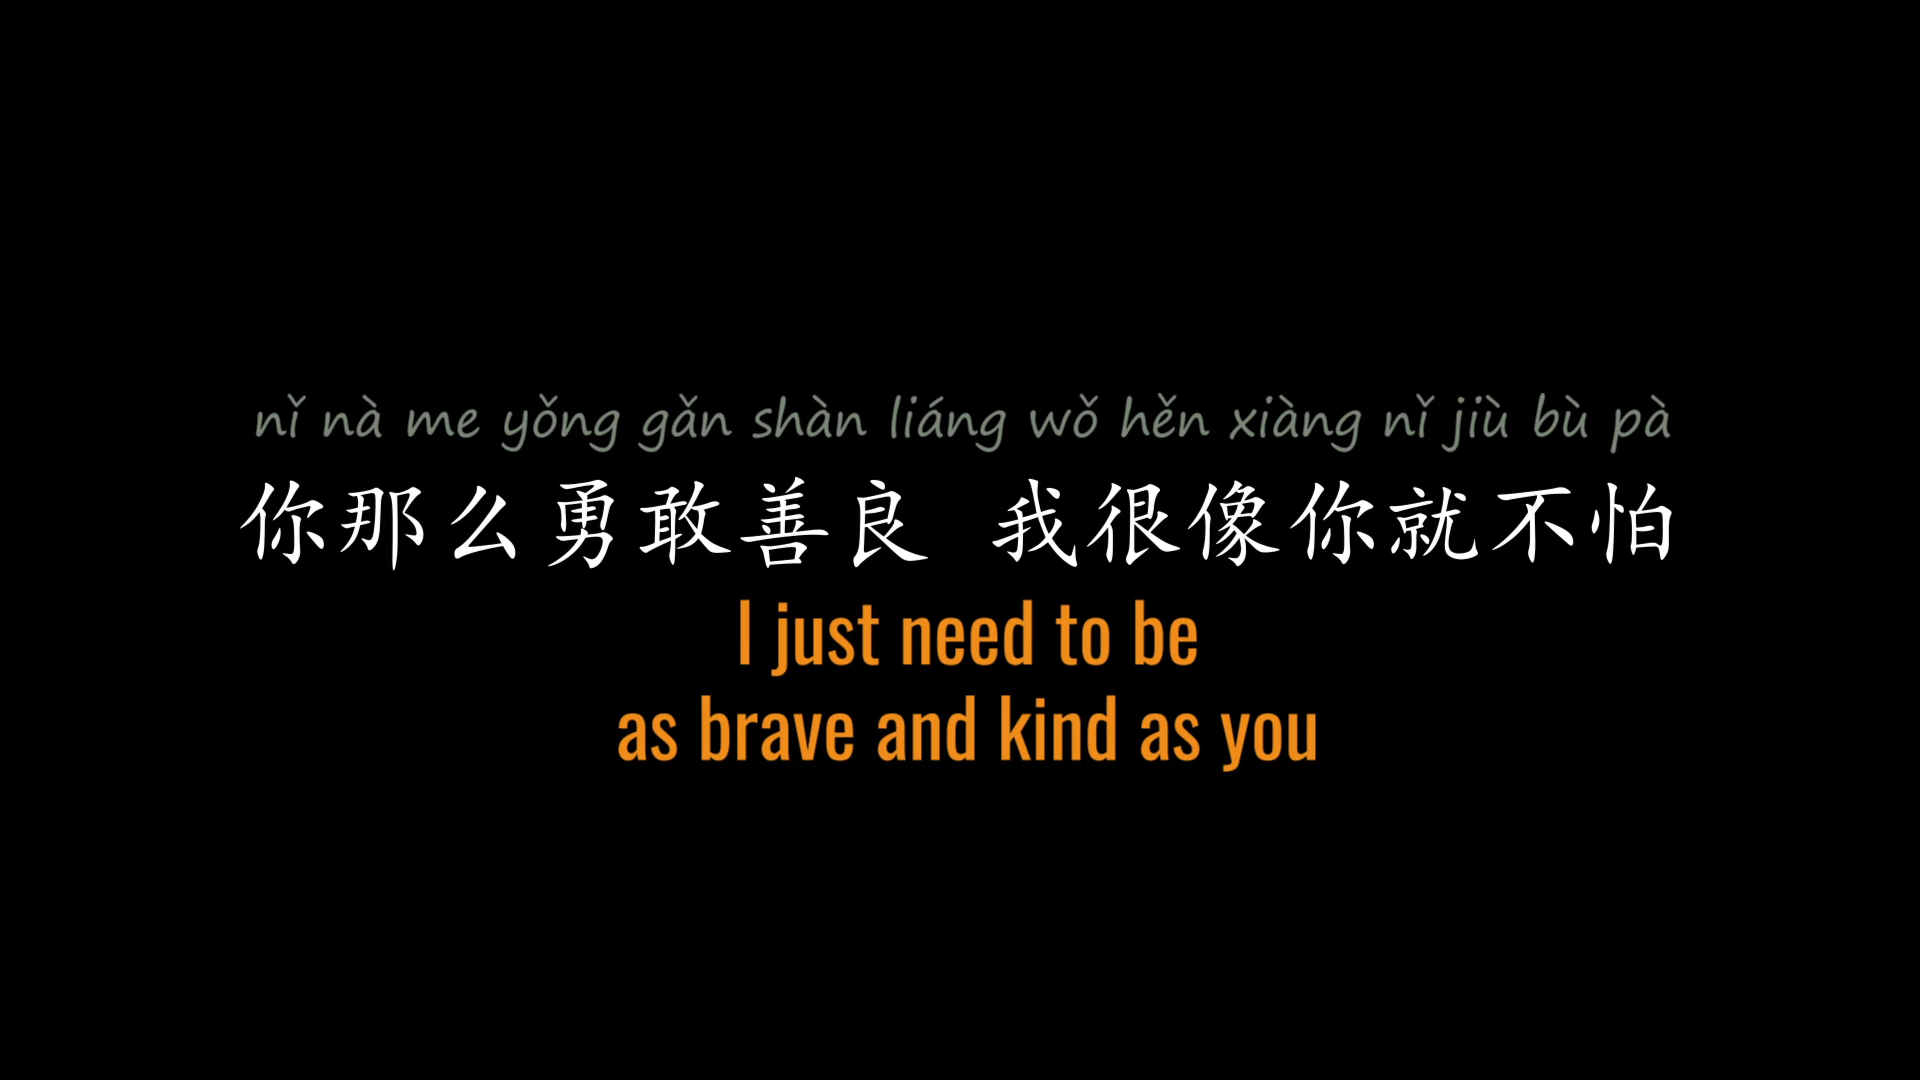 nǐ nà me yǒng gǎn shàn liáng wǒ hěn xiàng nǐ jiù bù pà
你那么勇敢善良 我很像你就不怕
I just need to be
as brave and kind as you